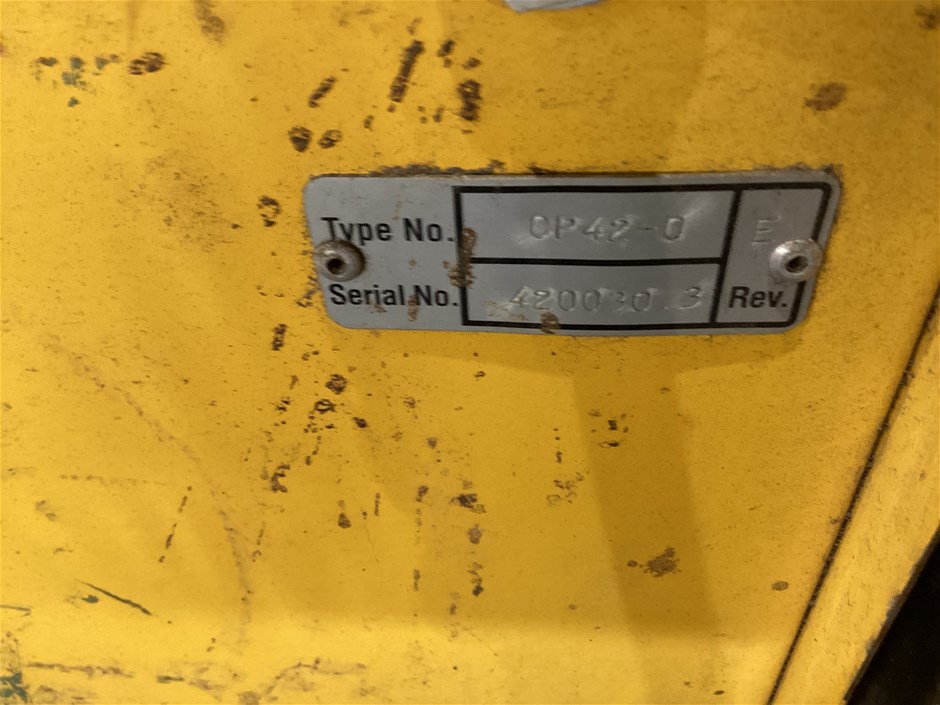 Type No. CP42-0 E
Serial No. 420030.3 Rev.